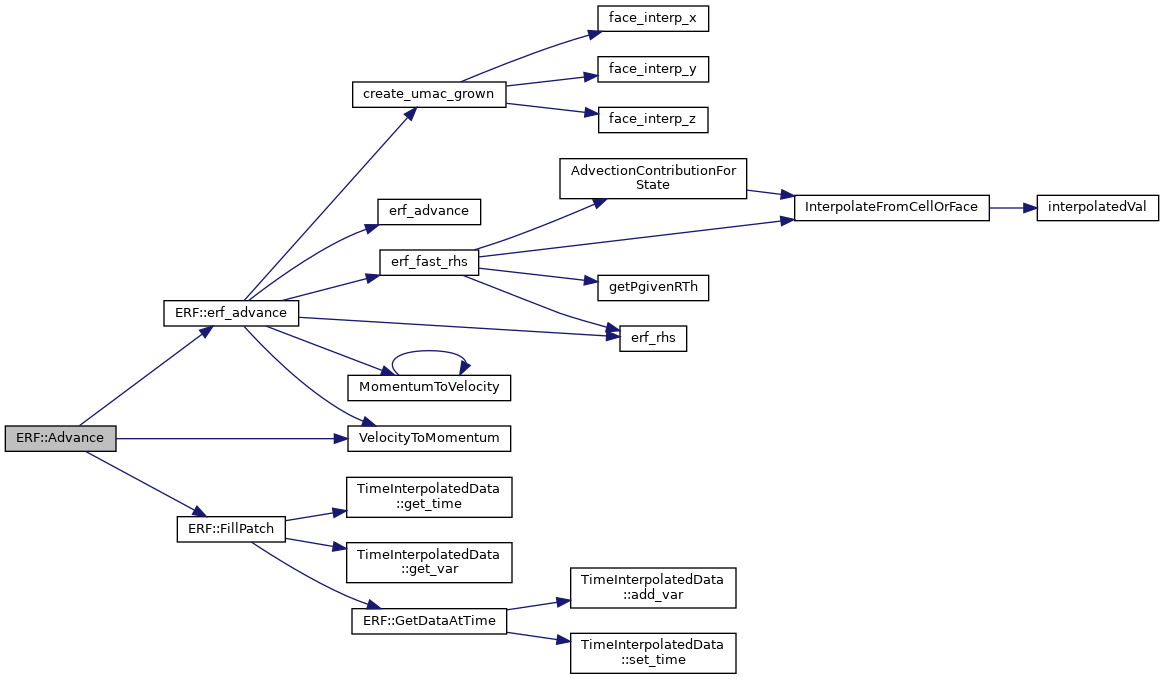 face_interp_x
face_interp_y
create_umac_grown
face_interp_z
AdvectionContributionFor
State
InterpolateFromCellOrFace
interpolatedVal
erf_advance
erf_fast_rhs
getPgivenRTh
ERF::erf_advance
erf_rhs
MomentumToVelocity
ERF::Advance
VelocityToMomentum
TimeInterpolatedData
::get_time
ERF::FillPatch
TimeInterpolatedData
::get_var
TimeInterpolatedData
::add_var
ERF::GetDataAtTime
TimeInterpolatedData
::set_time